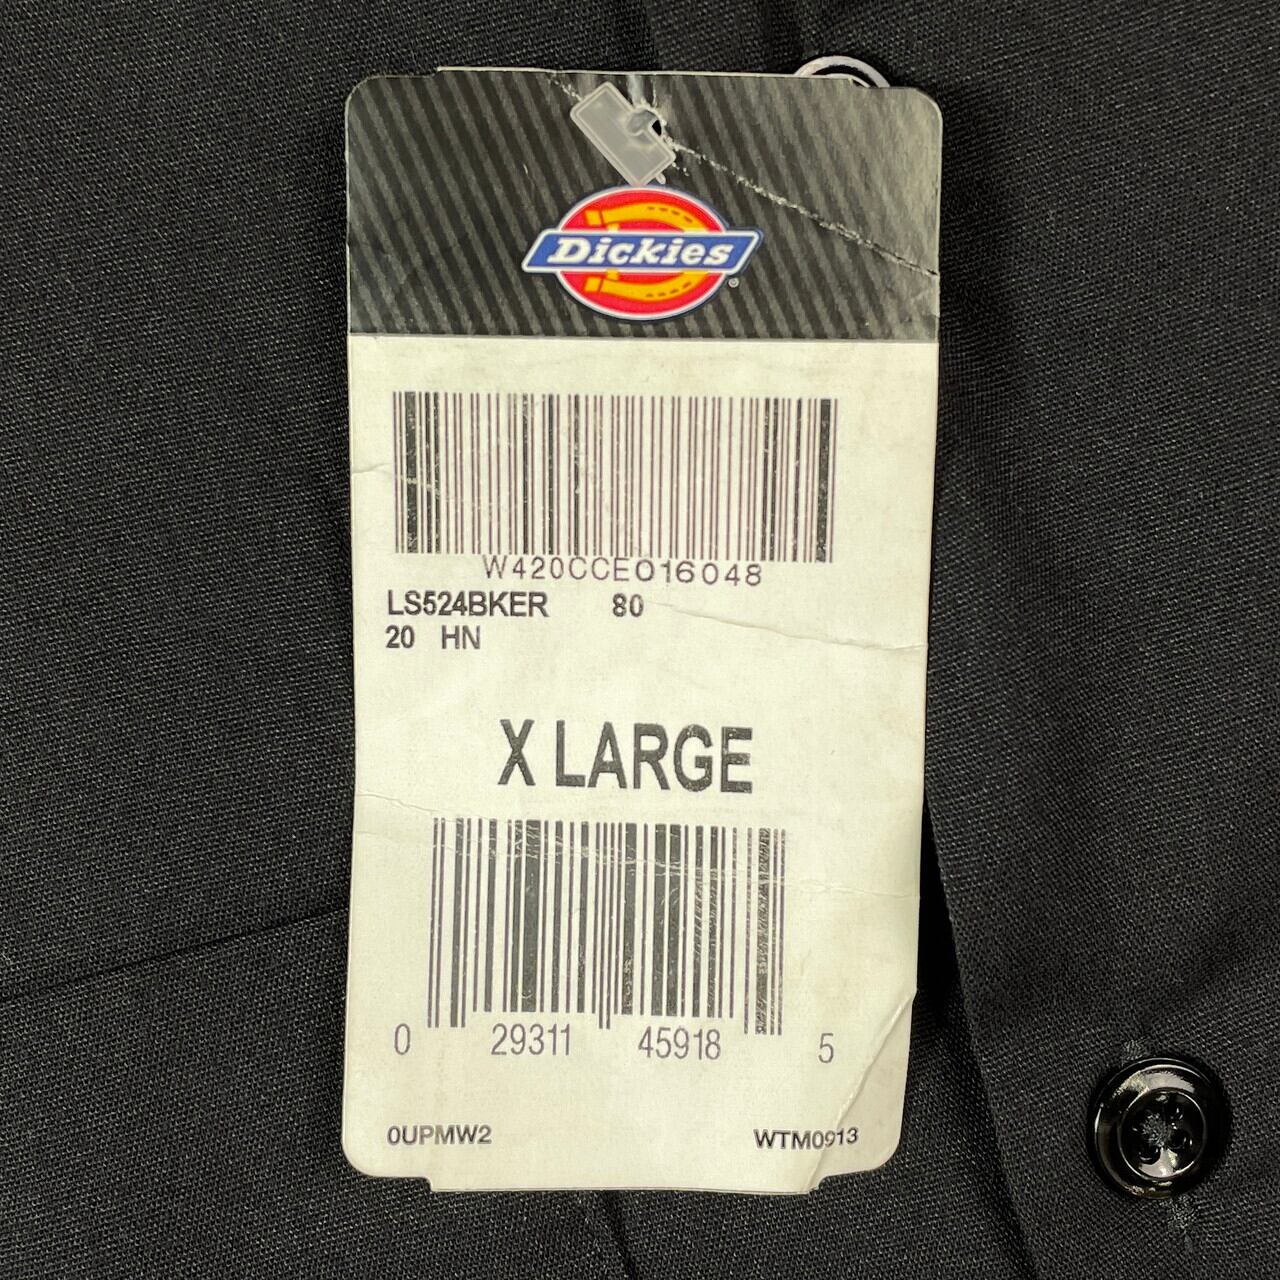 Dickies
W420CCE016048
LS524BKER 80
20 HN
X LARGE
0 29311 45918 5
0UPMW2 WTM0913